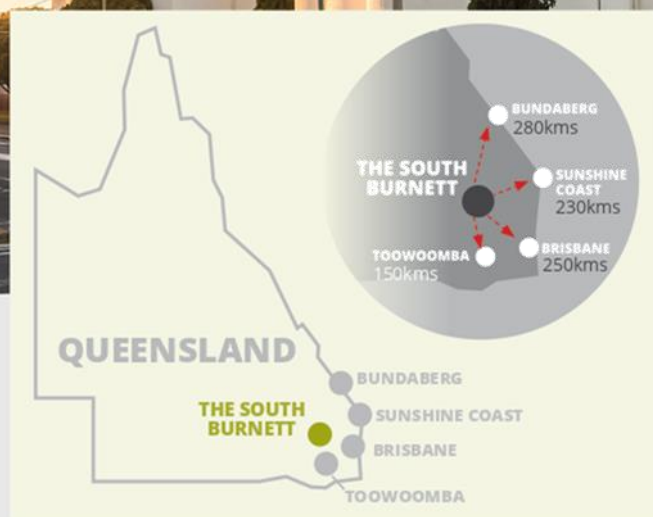 BUNDABERG
280kms
THE SOUTH
BURNETT
SUNSHINE
COAST
230kms
TOOWOOMBA
150kms
BRISBANE
250kms
QUEENSLAND
BUNDABERG
THE SOUTH
BURNETT
SUNSHINE COAST
BRISBANE
TOOWOOMBA